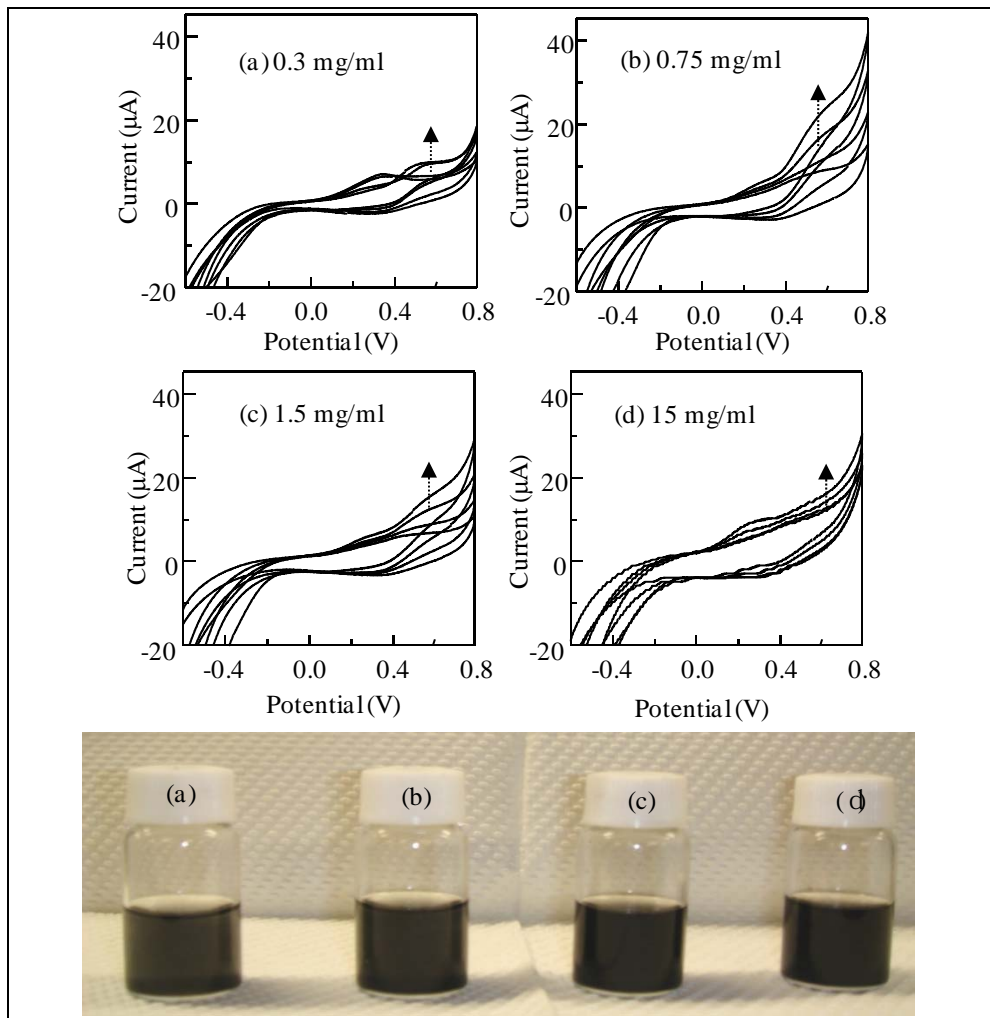 (a) 0.3 mg/ml
40
20
0
-20
Current (µA)
-0.4
0.0
0.4
0.8
Potential (V)
(b) 0.75 mg/ml
40
20
0
-20
Current (µA)
-0.4
0.0
0.4
0.8
Potential (V)
(c) 1.5 mg/ml
40
20
0
-20
Current (µA)
-0.4
0.0
0.4
0.8
Potential (V)
(d) 15 mg/ml
40
20
0
-20
Current (µA)
-0.4
0.0
0.4
0.8
Potential (V)
(a)
(b)
(c)
(d)